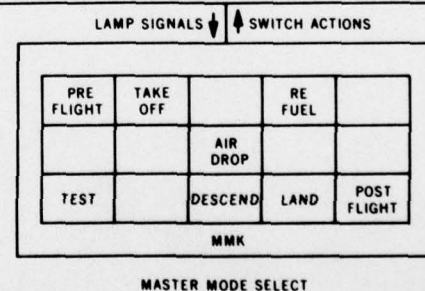 LAMP SIGNALS SWITCH ACTIONS
PRE FLIGHT
TAKE OFF
RE FUEL
AIR DROP
TEST
DESCEND
LAND
POST FLIGHT
MMK
MASTER MODE SELECT